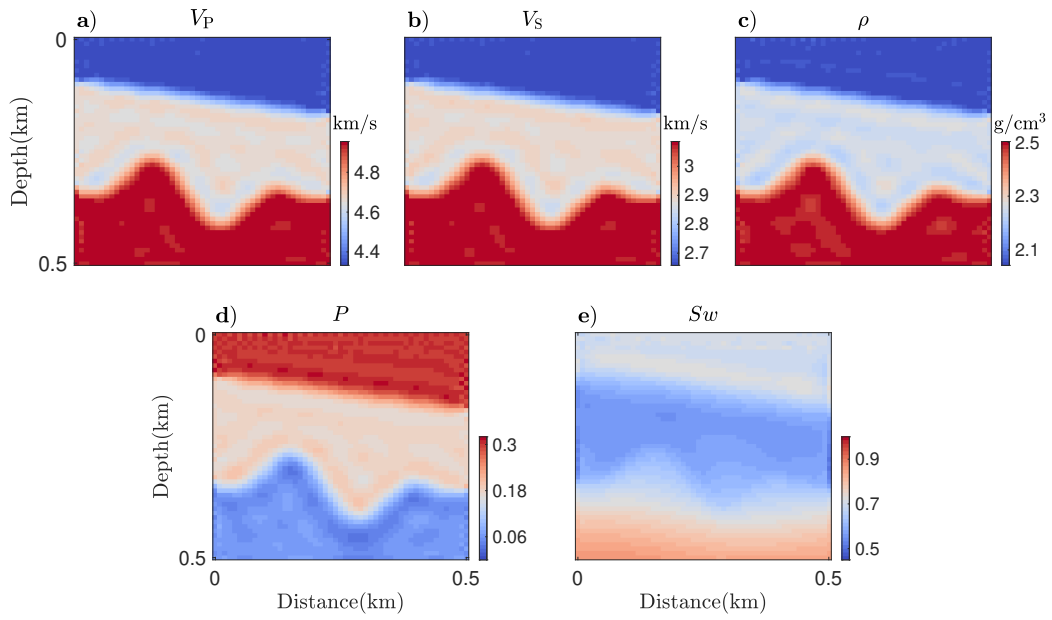 a) V_P
b) V_S
c) ρ
0
0.5
Depth(km)
km/s
4.8
4.6
4.4
km/s
3
2.9
2.8
2.7
g/cm³
2.5
2.3
2.1
d) P
e) Sw
0
0.5
Depth(km)
0.3
0.18
0.06
0.9
0.7
0.5
0 0.5
0 0.5
Distance(km)
Distance(km)